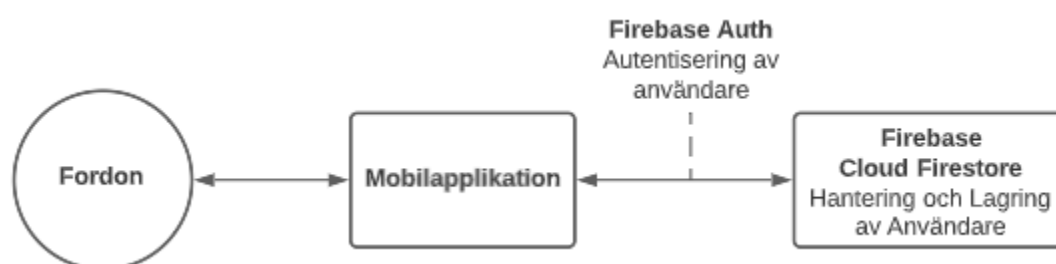 Fordon
Mobilapplikation
Firebase Auth
Autentisering av
användare
Firebase
Cloud Firestore
Hantering och Lagring
av Användare